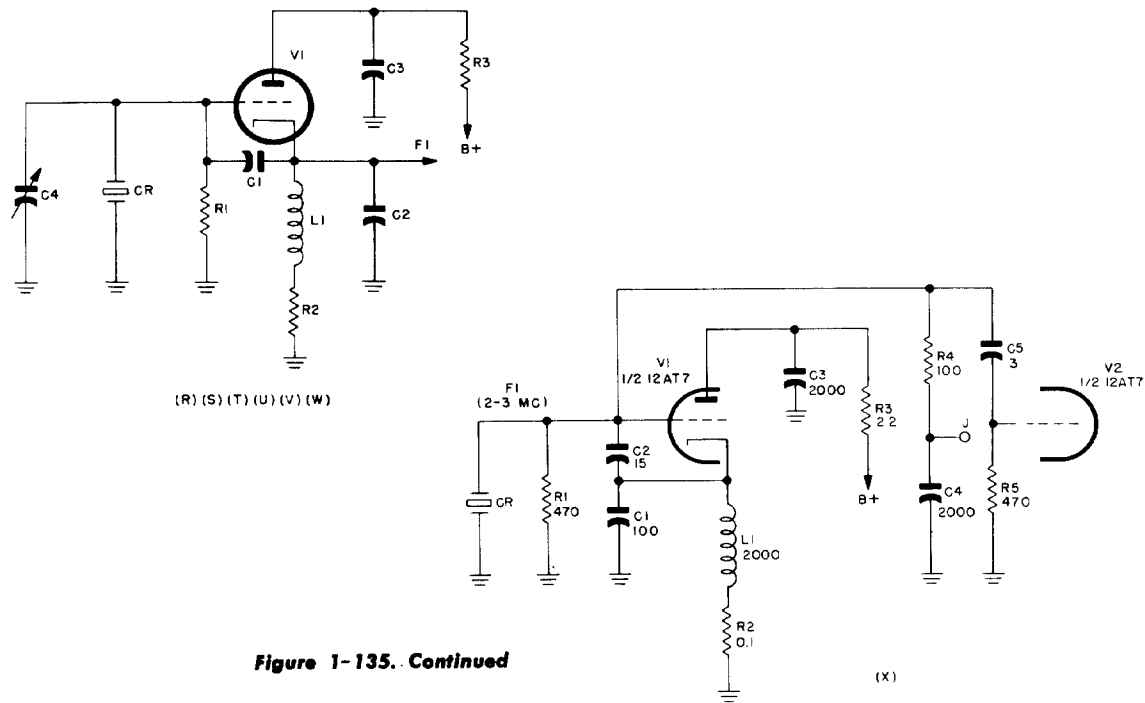 V1
C3
R3
B+
F1
C4
CR
R1
C1
L1
C2
R2
(R) (S) (T) (U) (V) (W)
V1
1/2 12AT7
C3
2000
R3
22
B+
R4
100
C5
3
V2
1/2 12AT7
J
F1
(2-3 MC)
CR
R1
470
C2
15
C1
100
L1
2000
R2
0.1
C4
2000
R5
470
Figure 1-135. Continued
(X)